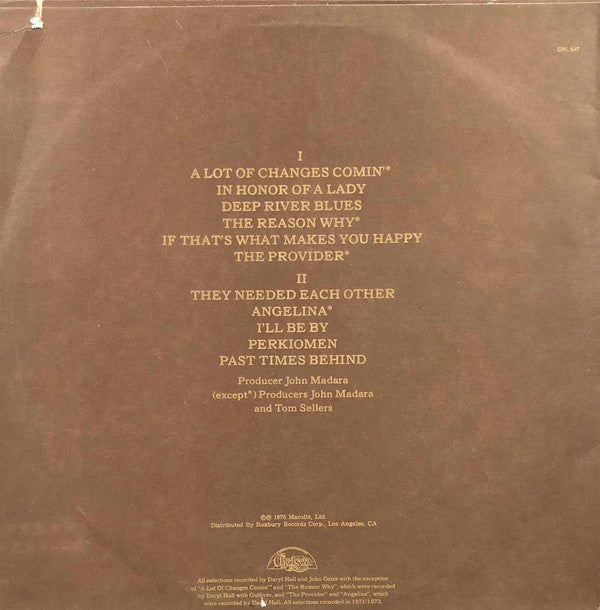 CHL 547
I
A LOT OF CHANGES COMIN'*
IN HONOR OF A LADY
DEEP RIVER BLUES
THE REASON WHY*
IF THAT'S WHAT MAKES YOU HAPPY
THE PROVIDER*
II
THEY NEEDED EACH OTHER
ANGELINA*
I'LL BE BY
PERKIOMEN
PAST TIMES BEHIND
Producer John Madara
(except*) Producers John Madara
and Tom Sellers
©℗ 1976 Macolle, Ltd.
Distributed By Roxbury Records Corp., Los Angeles, CA
Chelsea
All selections recorded by Daryl Hall and John Oates with the exception
of "A Lot Of Changes Comin'" and "The Reason Why", which were recorded
by Daryl Hall with Gulliver, and "The Provider" and "Angelina", which
were recorded by Daryl Hall. All selections recorded in 1971/1972.